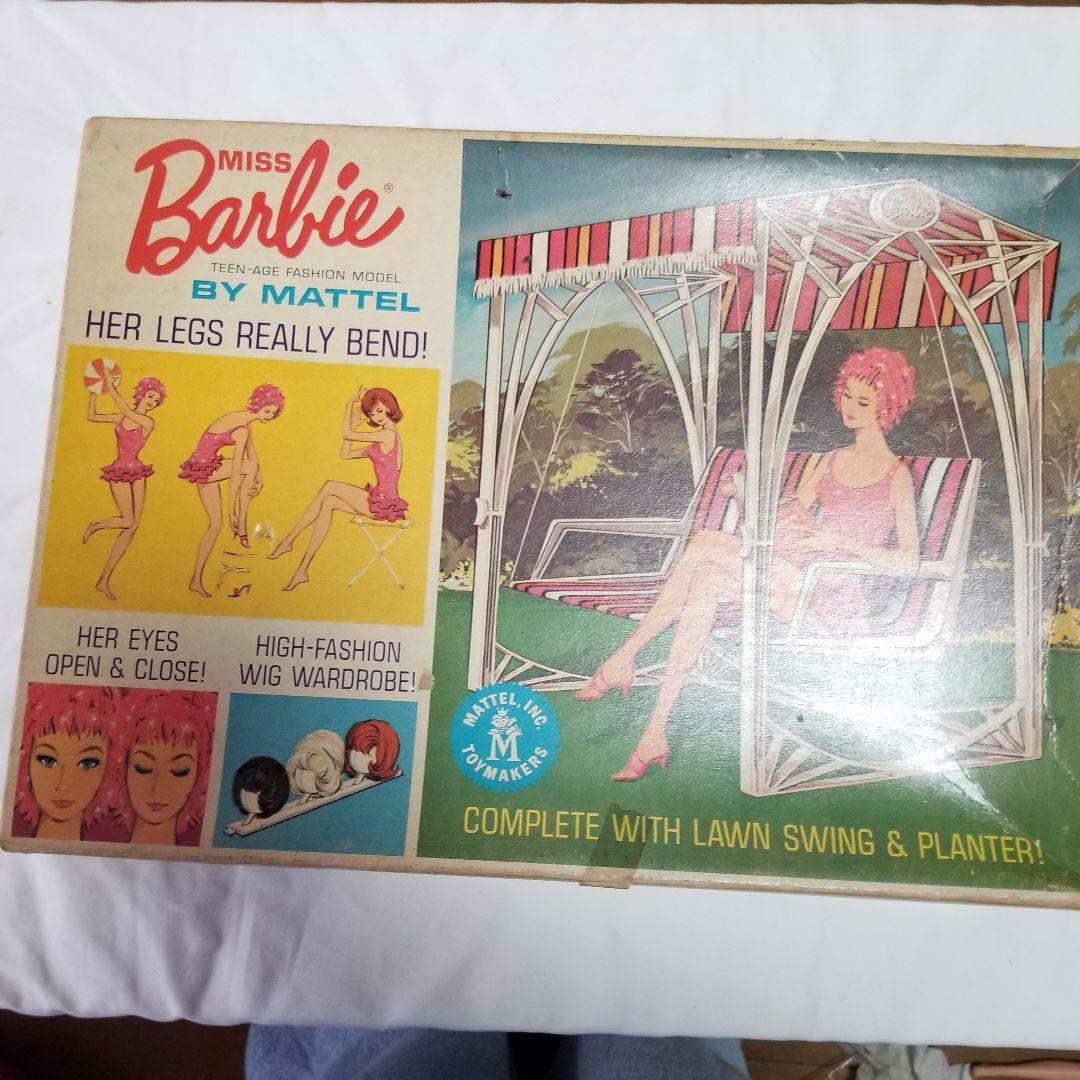 MISS
Barbie®
TEEN-AGE FASHION MODEL
BY MATTEL
HER LEGS REALLY BEND!
HER EYES
OPEN & CLOSE!
HIGH-FASHION
WIG WARDROBE!
Barbie
MATTEL, INC.
M
TOYMAKERS
COMPLETE WITH LAWN SWING & PLANTER!